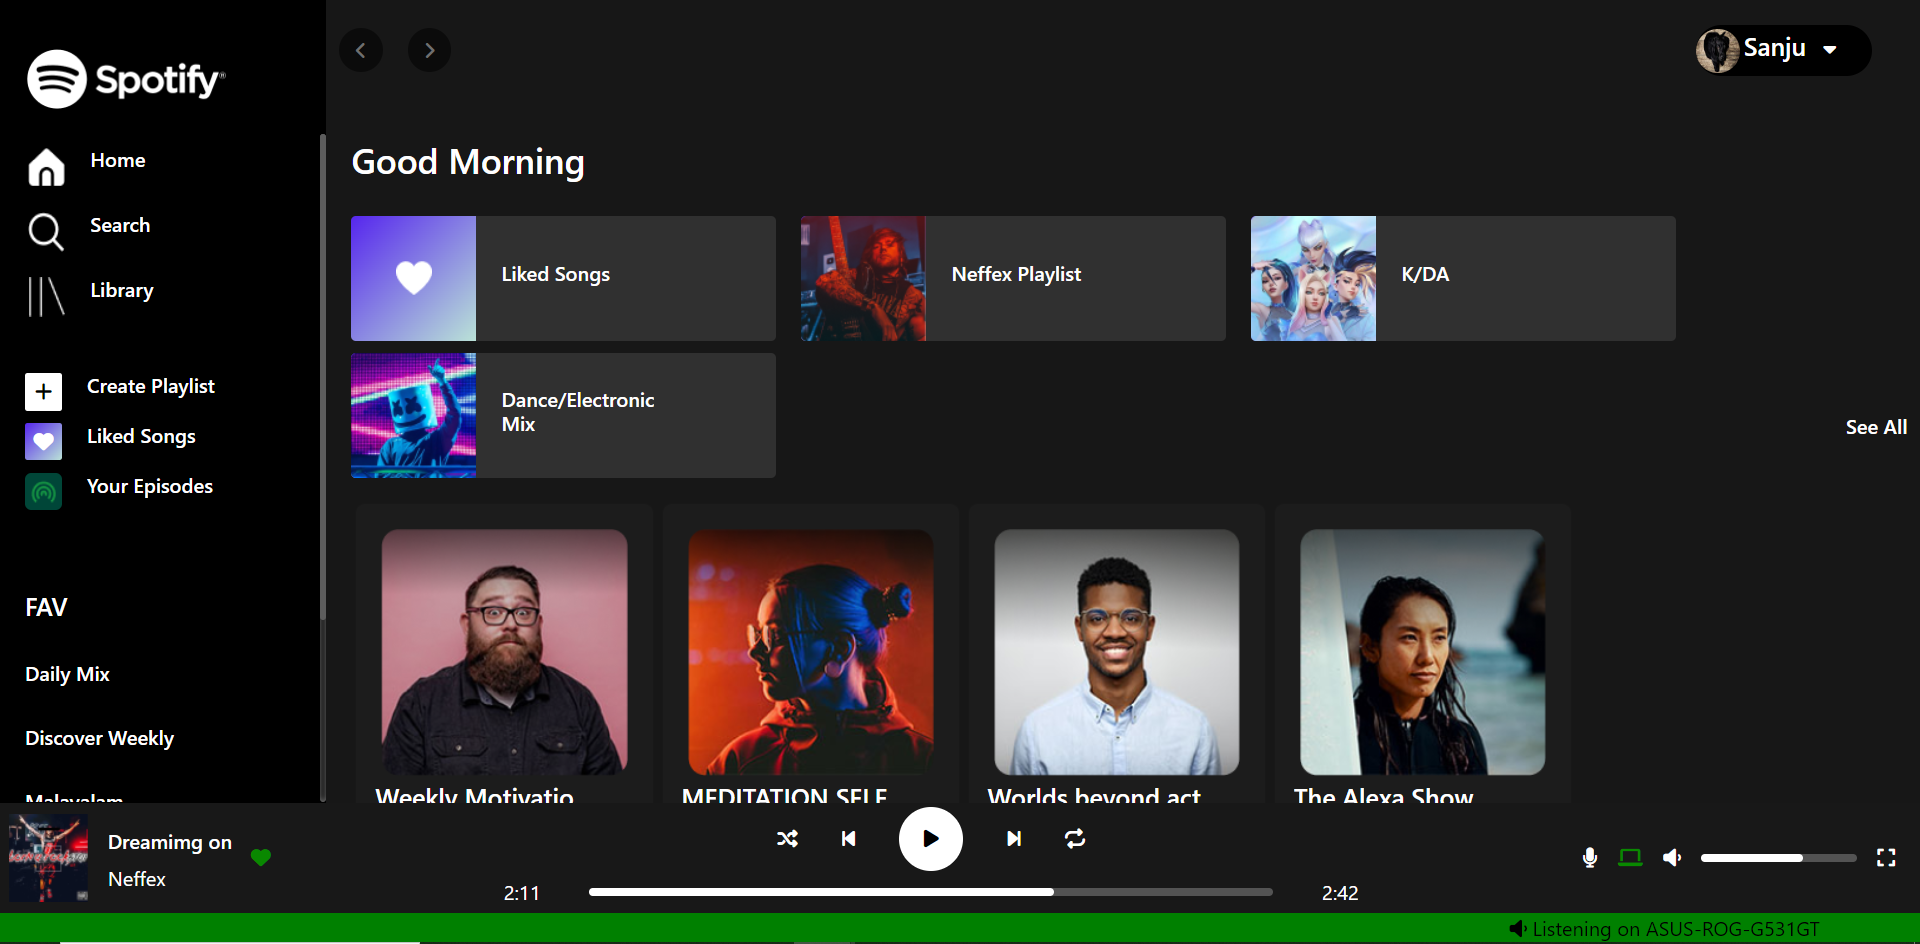 Spotify®
Home
Search
Library
Create Playlist
Liked Songs
Your Episodes
FAV
Daily Mix
Discover Weekly
Malayalam
Sanju
Good Morning
Liked Songs
Neffex Playlist
K/DA
Dance/Electronic
Mix
See All
Weekly Motivatio
MEDITATION SELF
Worlds beyond act
The Alexa Show
Dreamimg on
Neffex
2:11
2:42
Listening on ASUS-ROG-G531GT